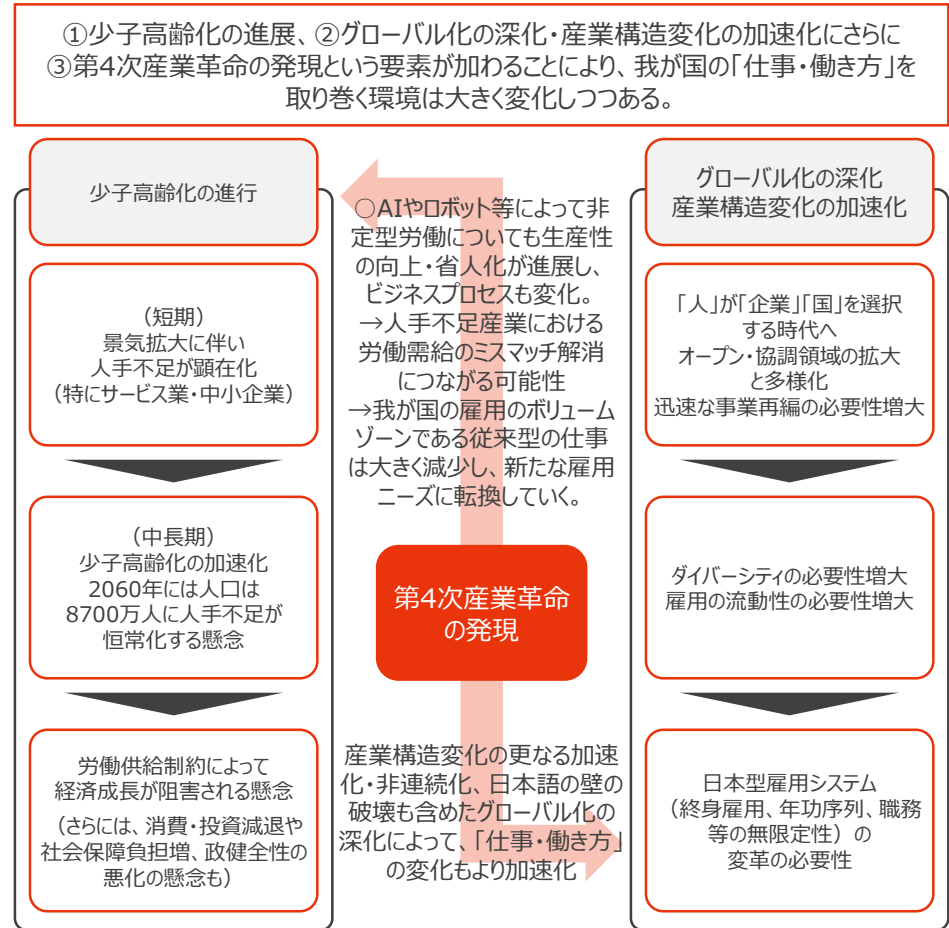 ①少子高齢化の進展、②グローバル化の深化・産業構造変化の加速化にさらに
③第4次産業革命の発現という要素が加わることにより、我が国の「仕事・働き方」を
取り巻く環境は大きく変化しつつある。
少子高齢化の進行
（短期）
景気拡大に伴い
人手不足が顕在化
（特にサービス業・中小企業）
（中長期）
少子高齢化の加速化
2060年には人口は
8700万人に人手不足が
恒常化する懸念
労働供給制約によって
経済成長が阻害される懸念
（さらには、消費・投資減退や
社会保障負担増、政健全性の
悪化の懸念も）
○AIやロボット等によって非
定型労働についても生産性
の向上・省人化が進展し、
ビジネスプロセスも変化。
→人手不足産業における
労働需給のミスマッチ解消
につながる可能性
→我が国の雇用のボリューム
ゾーンである従来型の仕事
は大きく減少し、新たな雇用
ニーズに転換していく。
第4次産業革命
の発現
産業構造変化の更なる加速
化・非連続化、日本語の壁の
破壊も含めたグローバル化の
深化によって、「仕事・働き方」
の変化もより加速化
グローバル化の深化
産業構造変化の加速化
「人」が「企業」「国」を選択
する時代へ
オープン・協調領域の拡大
と多様化
迅速な事業再編の必要性増大
ダイバーシティの必要性増大
雇用の流動性の必要性増大
日本型雇用システム
（終身雇用、年功序列、職務
等の無限定性）の
変革の必要性